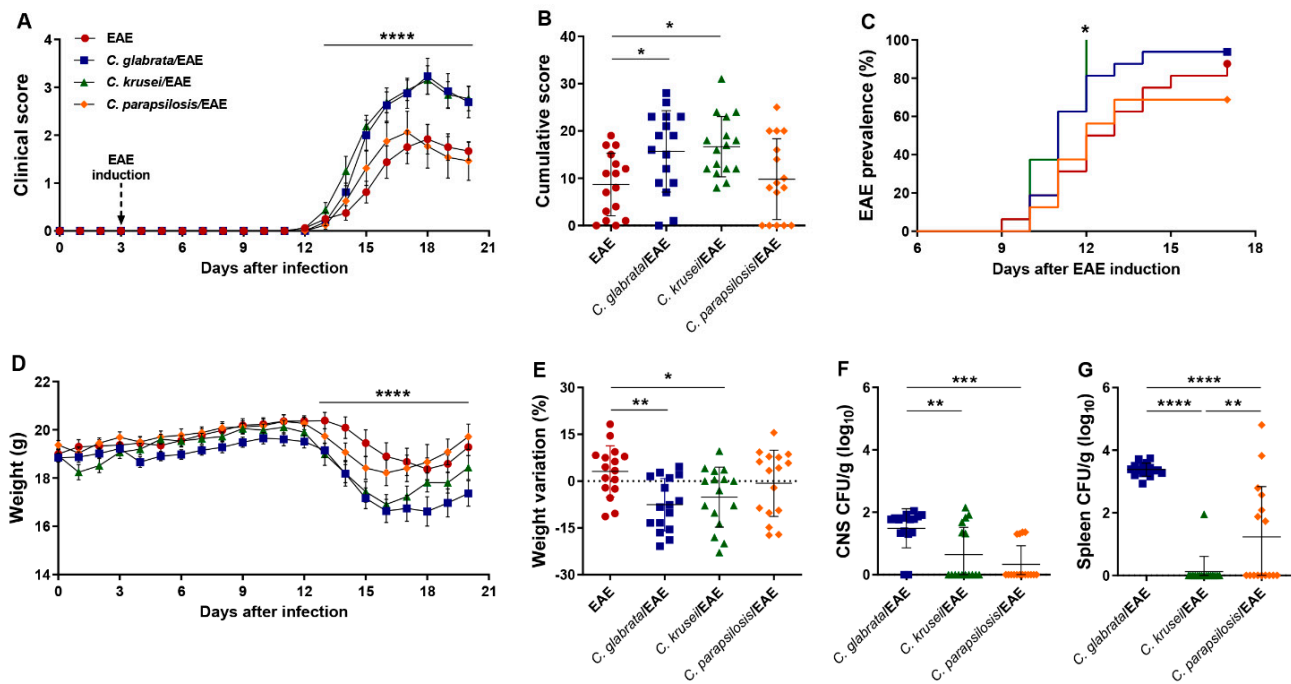 A
Clinical score
4
3
2
1
0
****
EAE
C. glabrata/EAE
C. krusei/EAE
C. parapsilosis/EAE
EAE
induction
0 3 6 9 12 15 18 21
Days after infection
B
Cumulative score
40
30
20
10
0
*
*
EAE
C. glabrata/EAE
C. krusei/EAE
C. parapsilosis/EAE
C
EAE prevalence (%)
100
80
60
40
20
0
*
6 9 12 15 18
Days after EAE induction
D
Weight (g)
22
20
18
16
14
****
0 3 6 9 12 15 18 21
Days after infection
E
Weight variation (%)
30
15
0
-15
-30
*
**
EAE
C. glabrata/EAE
C. krusei/EAE
C. parapsilosis/EAE
F
CNS CFU/g (log10)
6
4
2
0
***
**
C. glabrata/EAE
C. krusei/EAE
C. parapsilosis/EAE
G
Spleen CFU/g (log10)
6
4
2
0
****
**** **
C. glabrata/EAE
C. krusei/EAE
C. parapsilosis/EAE